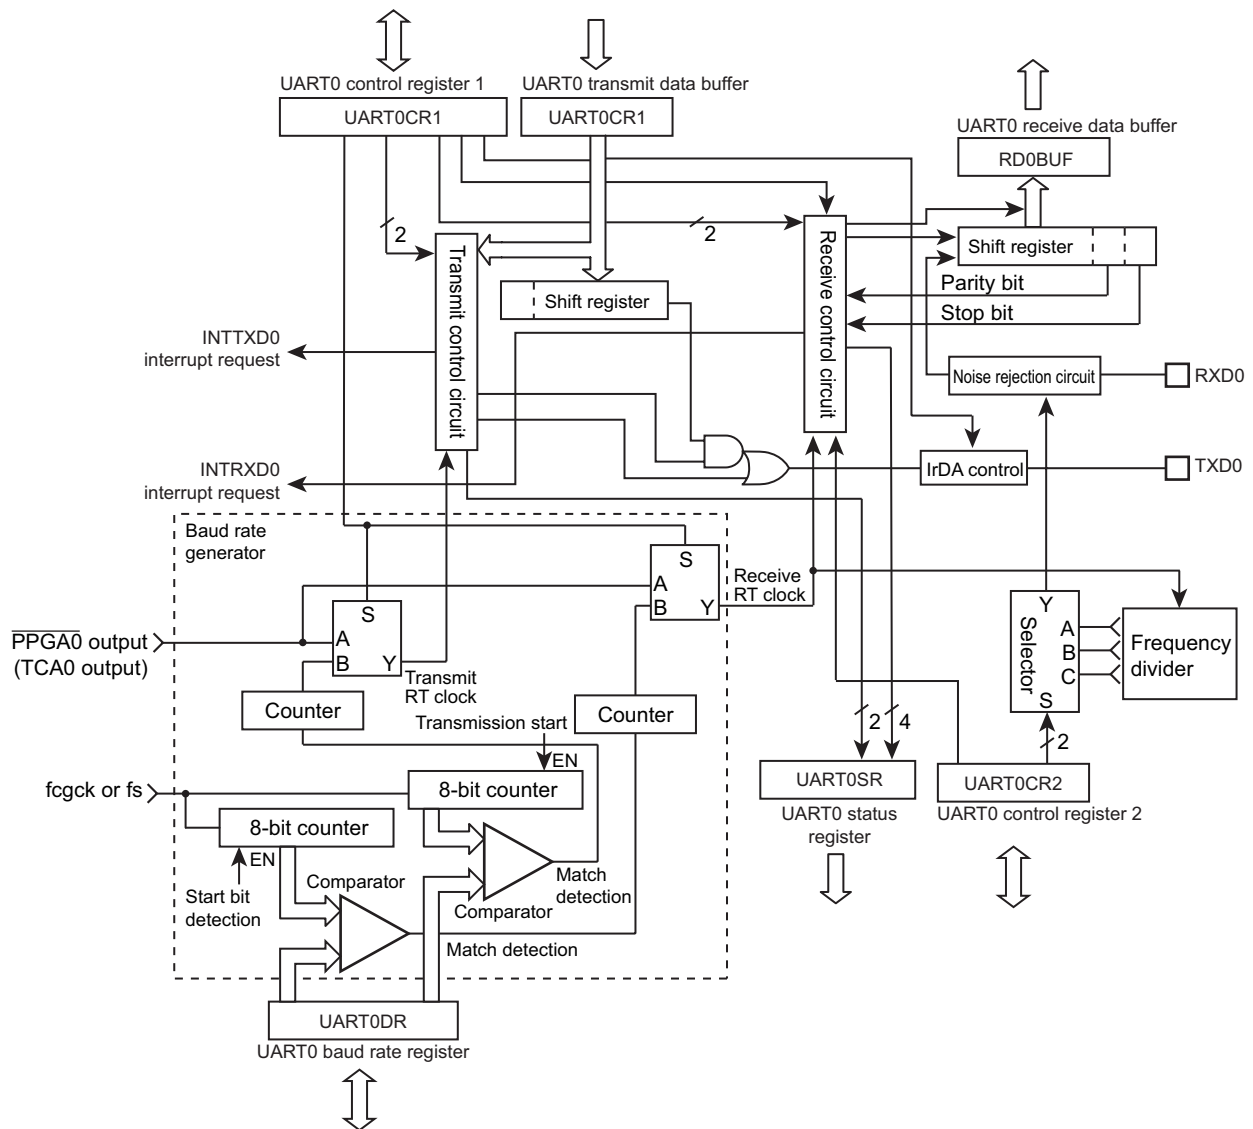 UART0 control register 1
UART0CR1
UART0 transmit data buffer
UART0CR1
UART0 receive data buffer
RD0BUF
2
2
Transmit control circuit
Shift register
Receive control circuit
Shift register
Parity bit
Stop bit
INTTXD0
interrupt request
Noise rejection circuit
RXD0
INTRXD0
interrupt request
IrDA control
TXD0
Baud rate
generator
S
A
B
Y
Receive
RT clock
S
A
B
Y
Transmit
RT clock
PPGA0 output
(TCA0 output)
Y
Selector
A
B
C
S
Frequency
divider
Counter
Counter
Transmission start
EN
2
4
2
fcgck or fs
8-bit counter
8-bit counter
EN
Start bit
detection
Comparator
Comparator
Match
detection
Match detection
UART0SR
UART0 status
register
UART0CR2
UART0 control register 2
UART0DR
UART0 baud rate register